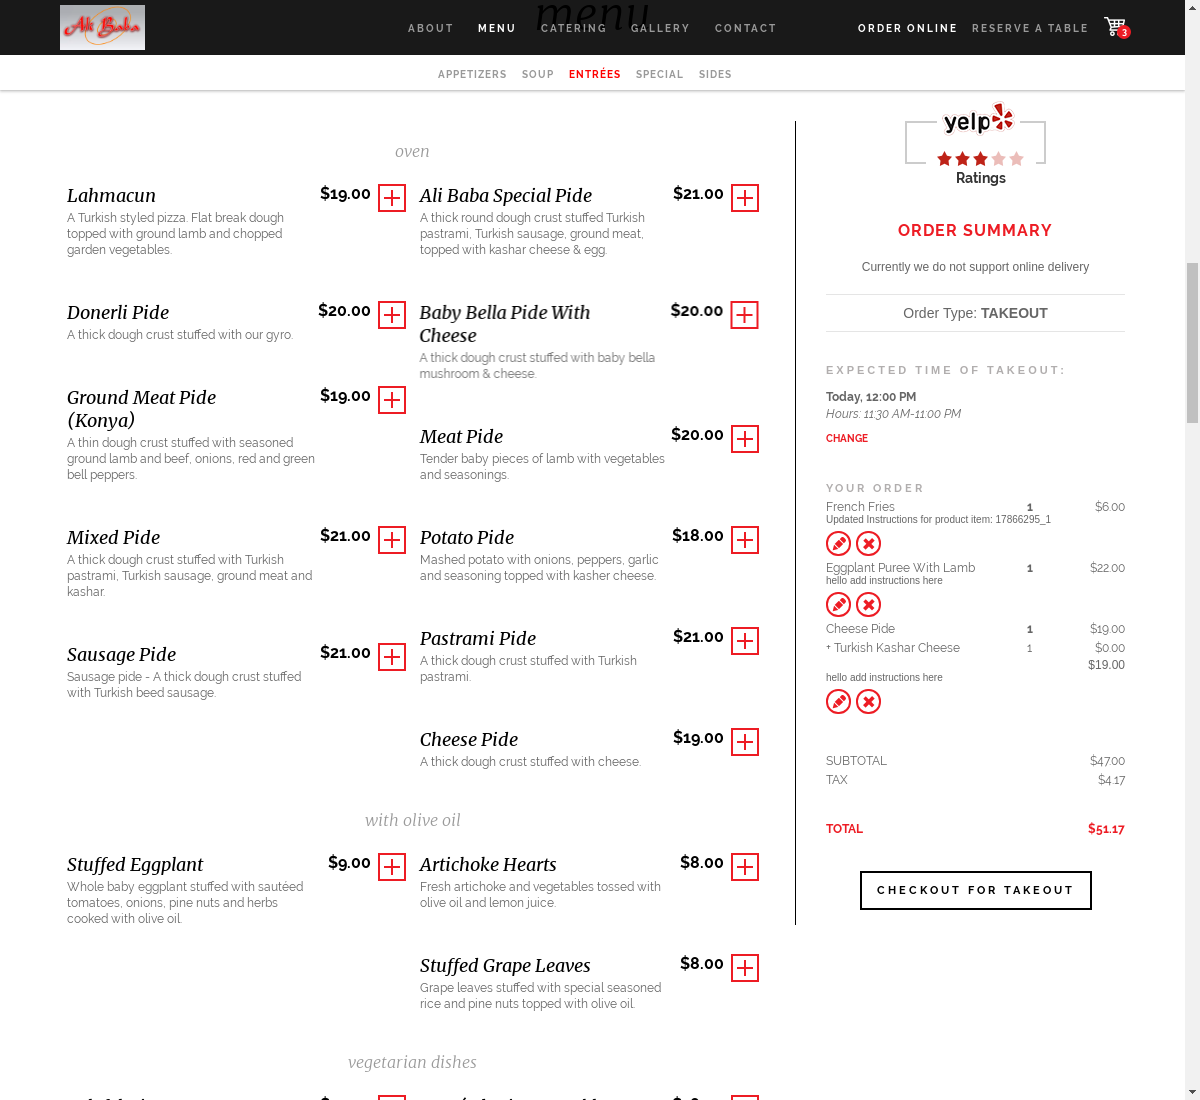 Ali Baba
menu
ABOUT MENU CATERING GALLERY CONTACT ORDER ONLINE RESERVE A TABLE 3
APPETIZERS SOUP ENTRÉES SPECIAL SIDES
oven
Lahmacun $19.00
A Turkish styled pizza. Flat break dough
topped with ground lamb and chopped
garden vegetables.
Donerli Pide $20.00
A thick dough crust stuffed with our gyro.
Ground Meat Pide $19.00
(Konya)
A thin dough crust stuffed with seasoned
ground lamb and beef, onions, red and green
bell peppers.
Mixed Pide $21.00
A thick dough crust stuffed with Turkish
pastrami, Turkish sausage, ground meat and
kashar.
Sausage Pide $21.00
Sausage pide - A thick dough crust stuffed
with Turkish beed sausage.
Ali Baba Special Pide $21.00
A thick round dough crust stuffed Turkish
pastrami, Turkish sausage, ground meat,
topped with kashar cheese & egg.
Baby Bella Pide With $20.00
Cheese
A thick dough crust stuffed with baby bella
mushroom & cheese.
Meat Pide $20.00
Tender baby pieces of lamb with vegetables
and seasonings.
Potato Pide $18.00
Mashed potato with onions, peppers, garlic
and seasoning topped with kasher cheese.
Pastrami Pide $21.00
A thick dough crust stuffed with Turkish
pastrami.
Cheese Pide $19.00
A thick dough crust stuffed with cheese.
with olive oil
Stuffed Eggplant $9.00
Whole baby eggplant stuffed with sautéed
tomatoes, onions, pine nuts and herbs
cooked with olive oil.
Artichoke Hearts $8.00
Fresh artichoke and vegetables tossed with
olive oil and lemon juice.
Stuffed Grape Leaves $8.00
Grape leaves stuffed with special seasoned
rice and pine nuts topped with olive oil.
vegetarian dishes
yelp
Ratings
ORDER SUMMARY
Currently we do not support online delivery
Order Type: TAKEOUT
EXPECTED TIME OF TAKEOUT:
Today, 12:00 PM
Hours: 11:30 AM-11:00 PM
CHANGE
YOUR ORDER
French Fries 1 $6.00
Updated Instructions for product item: 17866295_1
Eggplant Puree With Lamb 1 $22.00
hello add instructions here
Cheese Pide 1 $19.00
+ Turkish Kashar Cheese 1 $0.00
$19.00
hello add instructions here
SUBTOTAL $47.00
TAX $4.17
TOTAL $51.17
CHECKOUT FOR TAKEOUT